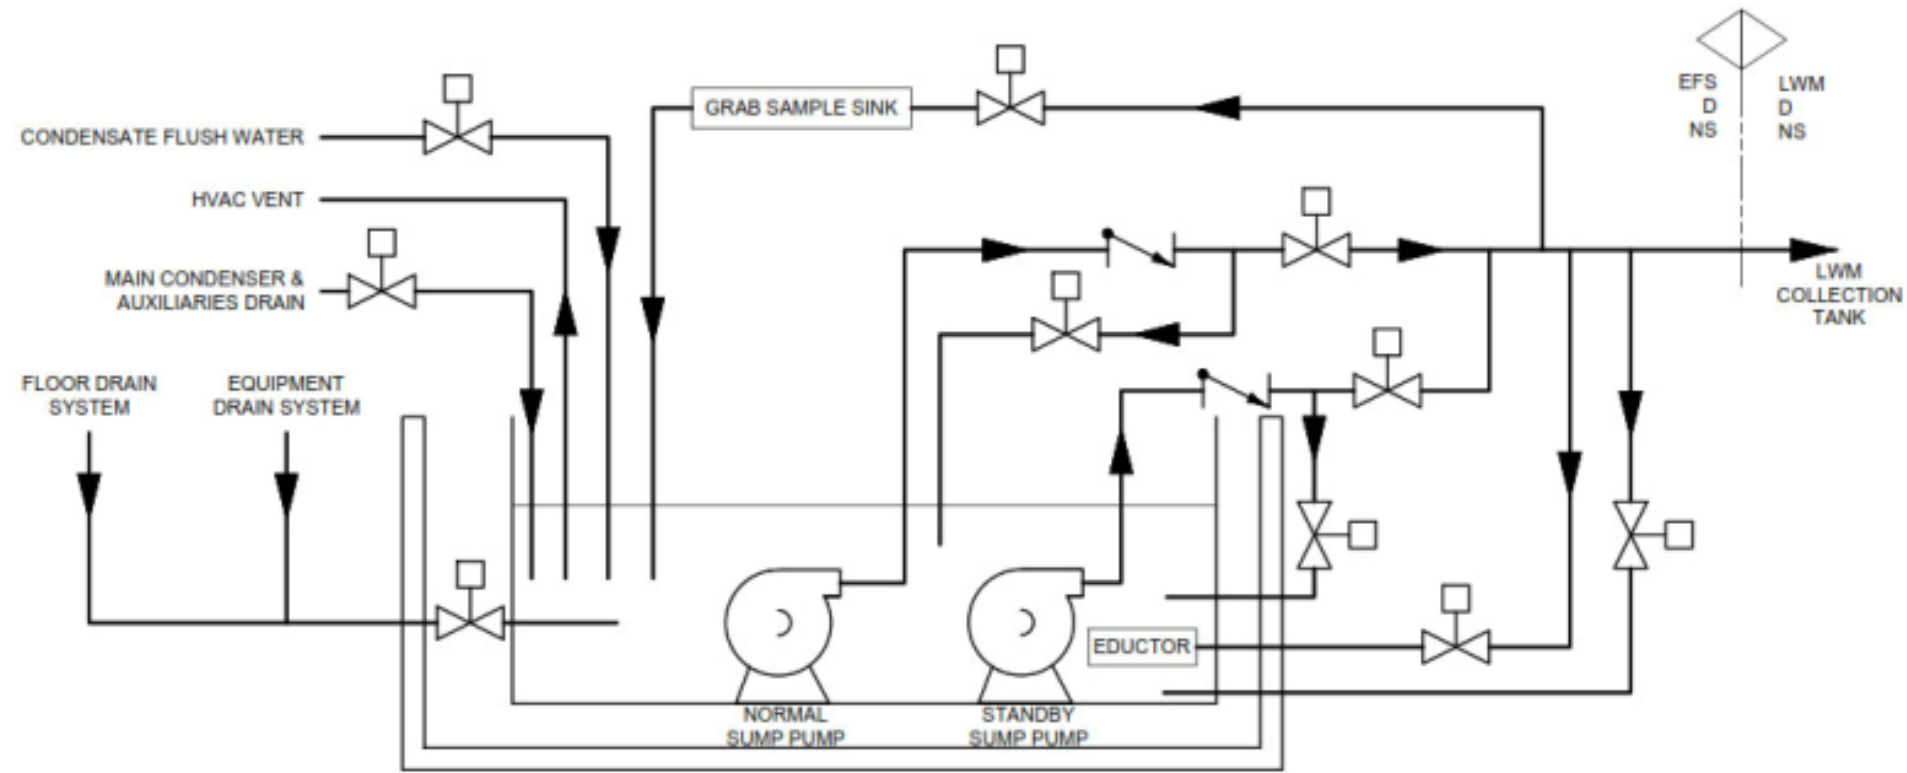 GRAB SAMPLE SINK
EFS
D
NS
LWM
D
NS
CONDENSATE FLUSH WATER
HVAC VENT
MAIN CONDENSER &
AUXILIARIES DRAIN
LWM
COLLECTION
TANK
FLOOR DRAIN
SYSTEM
EQUIPMENT
DRAIN SYSTEM
EDUCTOR
NORMAL
SUMP PUMP
STANDBY
SUMP PUMP